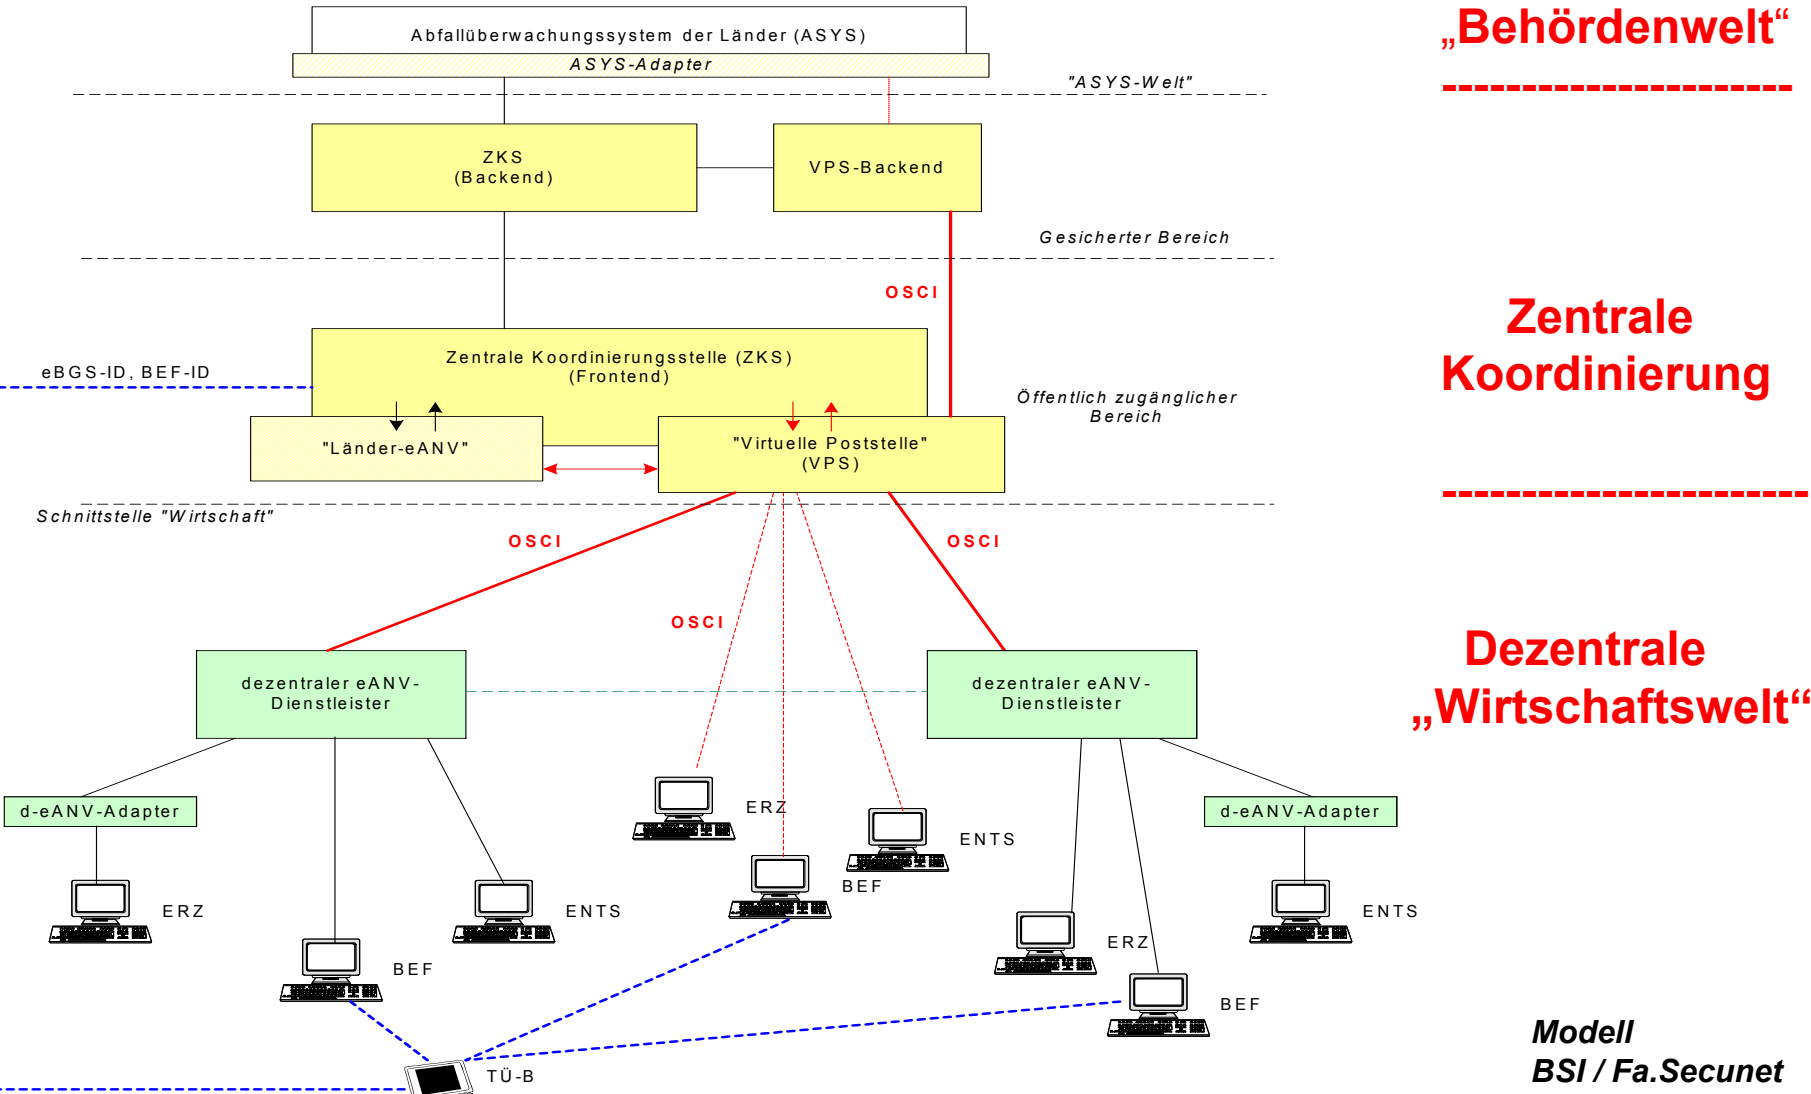 Abfallüberwachungssystem der Länder (ASYS)
ASYS-Adapter
„Behördenwelt“
"ASYS-Welt"
ZKS
(Backend)
VPS-Backend
Gesicherter Bereich
OSCI
Zentrale
Koordinierung
eBGS-ID, BEF-ID
Zentrale Koordinierungsstelle (ZKS)
(Frontend)
Öffentlich zugänglicher
Bereich
"Länder-eANV"
"Virtuelle Poststelle"
(VPS)
Schnittstelle "Wirtschaft"
OSCI
OSCI
OSCI
Dezentrale
„Wirtschaftswelt“
dezentraler eANV-
Dienstleister
dezentraler eANV-
Dienstleister
d-eANV-Adapter
ERZ
ENTS
d-eANV-Adapter
BEF
ERZ
ENTS
ERZ
ENTS
BEF
BEF
TÜ-B
Modell
BSI / Fa.Secunet